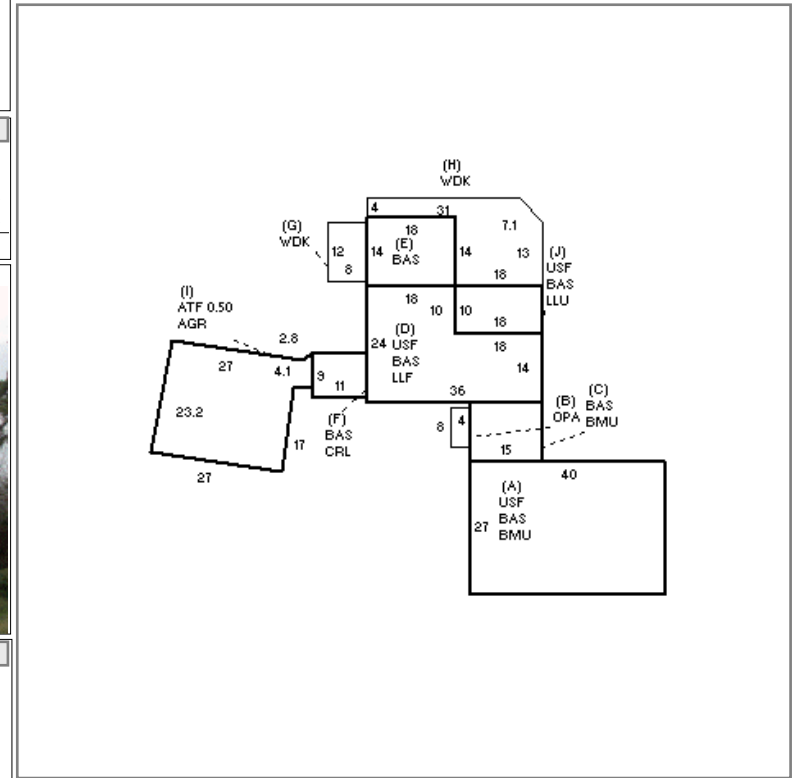 (H)
WDK
4
31
7.1
(G)
WDK
18
(E)
BAS
12
14
14
13
8
18
(J)
USF
BAS
LLU
(I)
ATF 0.50
AGR
18
10
10
18
(D)
USF
BAS
LLF
24
18
2.8
27
4.1
9
11
14
36
23.2
(F)
BAS
CRL
8
4
(B)
OPA
(C)
BAS
BMU
17
15
27
40
(A)
USF
BAS
BMU
27